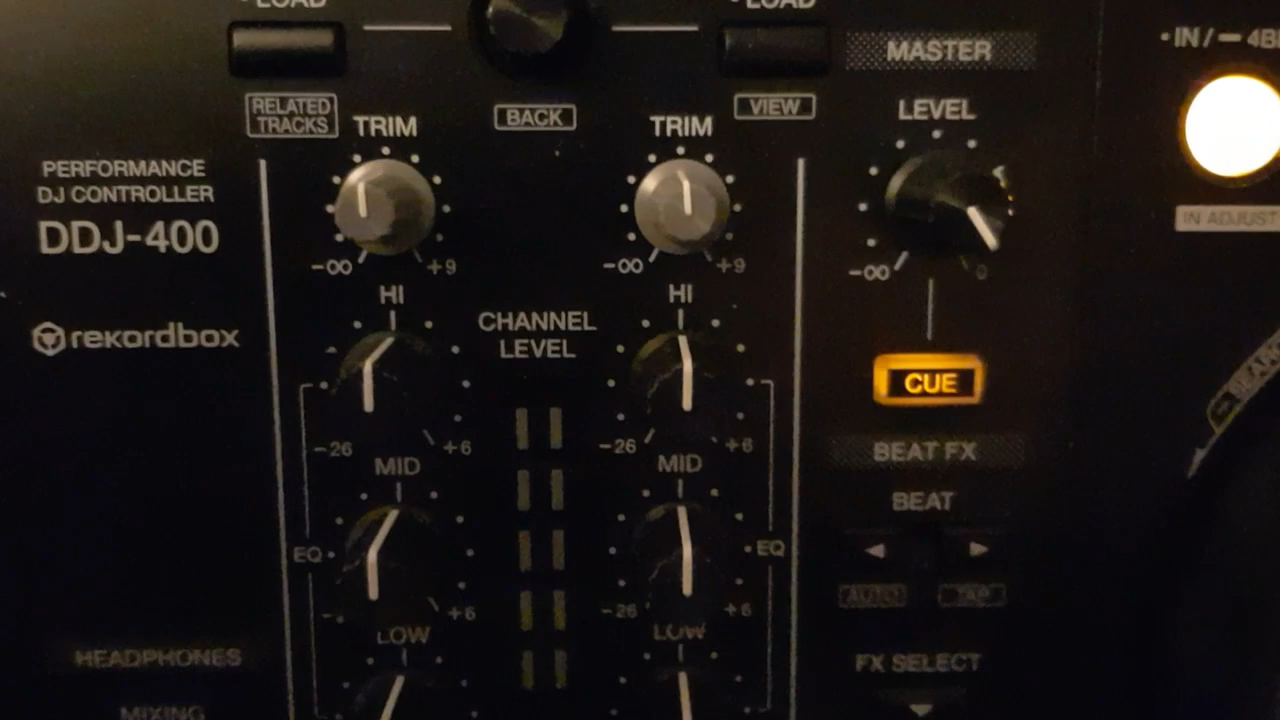 • LOAD
• LOAD
MASTER
• IN / — 4B
RELATED
TRACKS
BACK
VIEW
TRIM
TRIM
LEVEL
PERFORMANCE
DJ CONTROLLER
DDJ-400
IN ADJUST
-∞
+9
-∞
+9
-∞
0
HI
HI
CHANNEL
LEVEL
rekordbox
CUE
-26
+6
-26
+6
BEAT FX
MID
MID
BEAT
EQ
EQ
◄
►
AUTO
TAP
+6
-26
+6
LOW
LOW
HEADPHONES
FX SELECT
MIXING